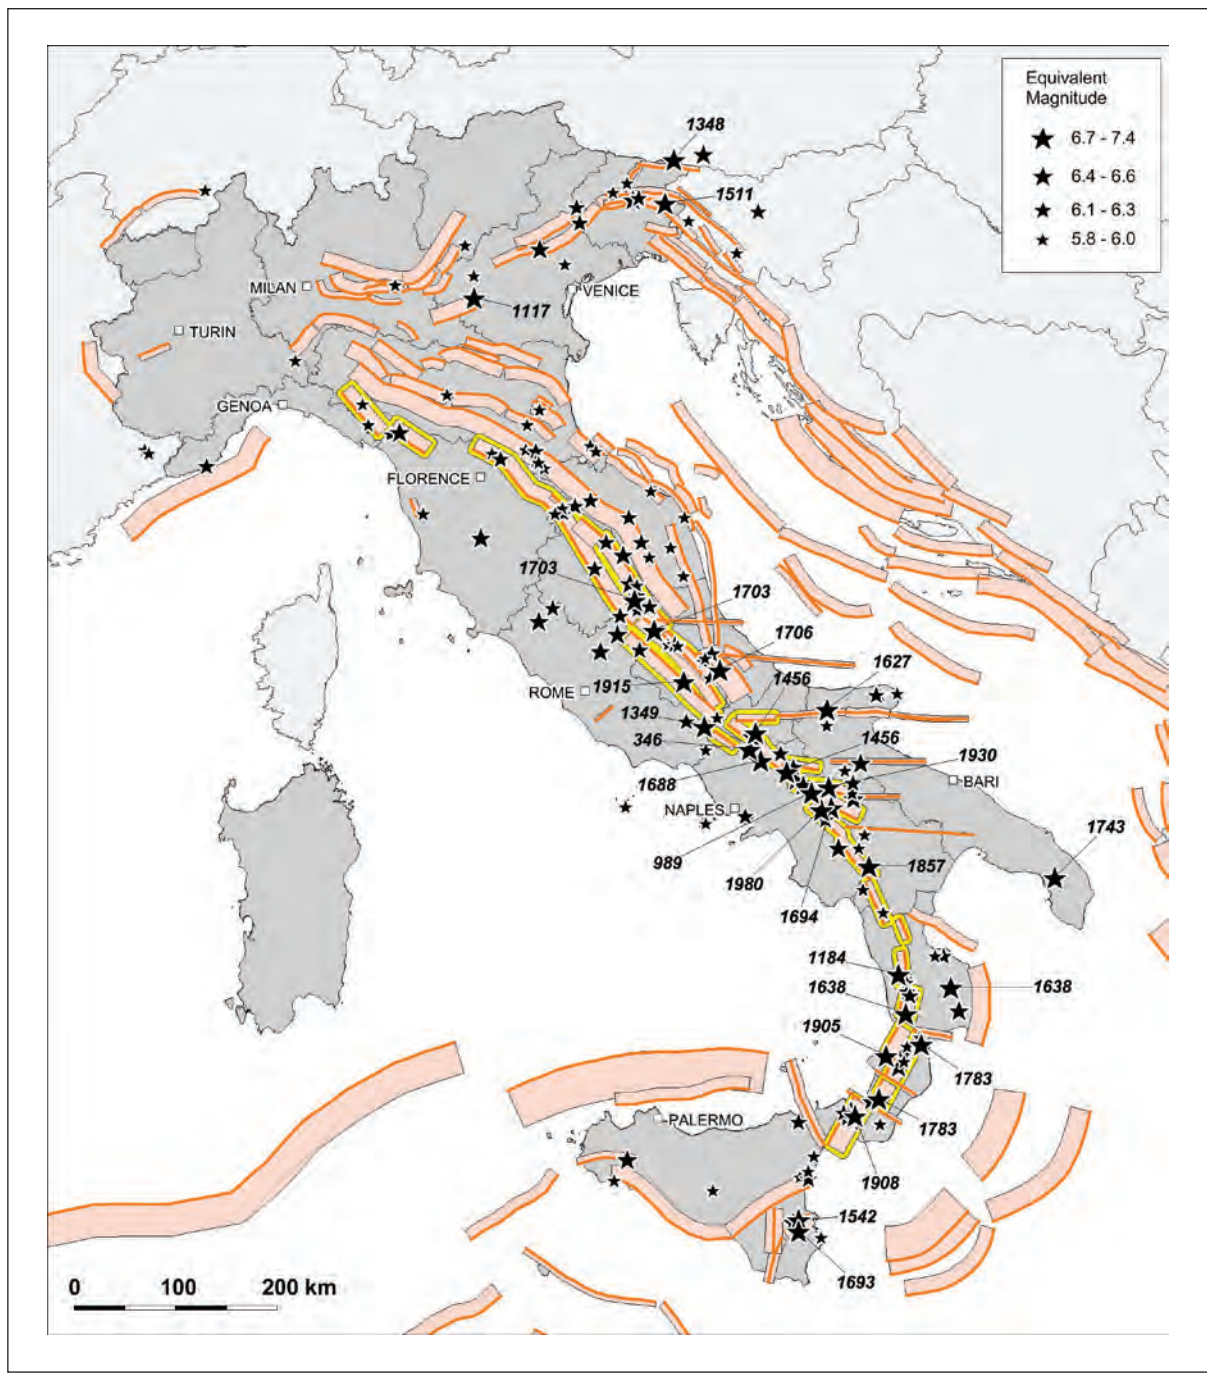 Equivalent
Magnitude
6.7 - 7.4
6.4 - 6.6
6.1 - 6.3
5.8 - 6.0
1348
1511
MILAN
VENICE
1117
TURIN
GENOA
FLORENCE
1703
1703
1706
1627
1456
ROME
1915
1349
346
1456
1930
1688
BARI
NAPLES
1743
989
1857
1980
1694
1184
1638
1638
1905
1783
PALERMO
1783
1908
1542
1693
0 100 200 km